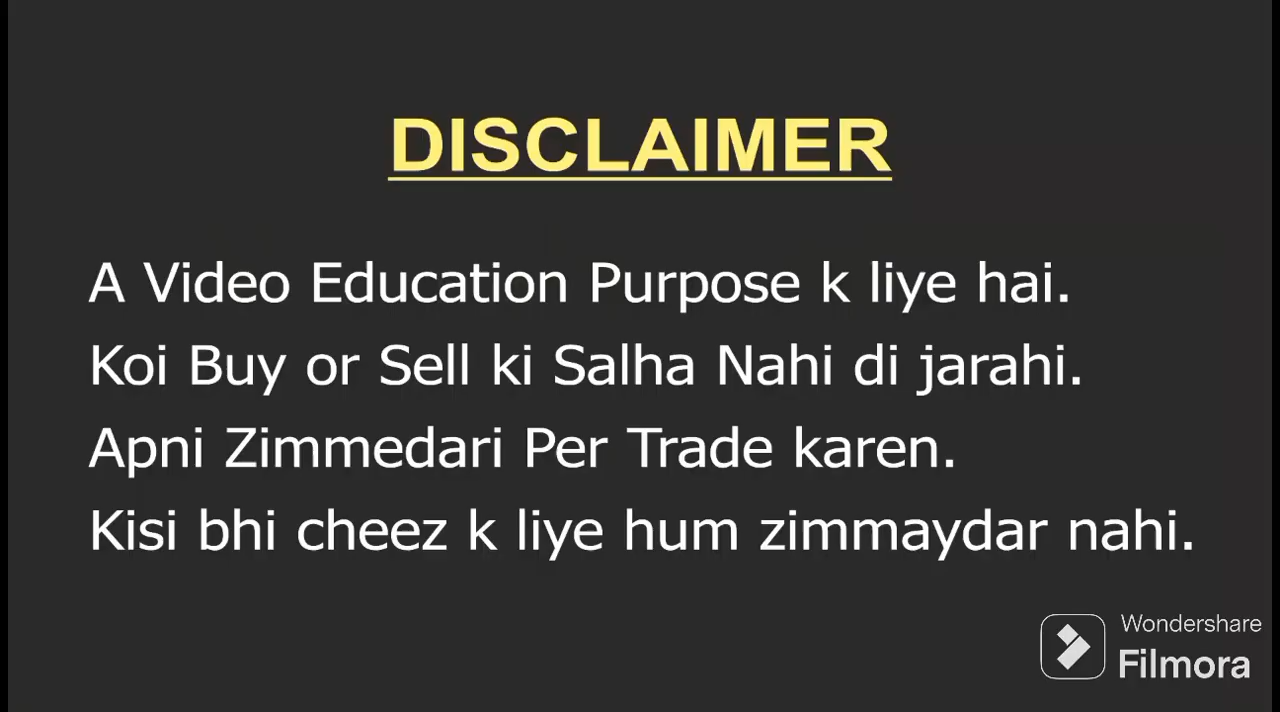 DISCLAIMER
A Video Education Purpose k liye hai.
Koi Buy or Sell ki Salha Nahi di jarahi.
Apni Zimmedari Per Trade karen.
Kisi bhi cheez k liye hum zimmaydar nahi.
Wondershare
Filmora